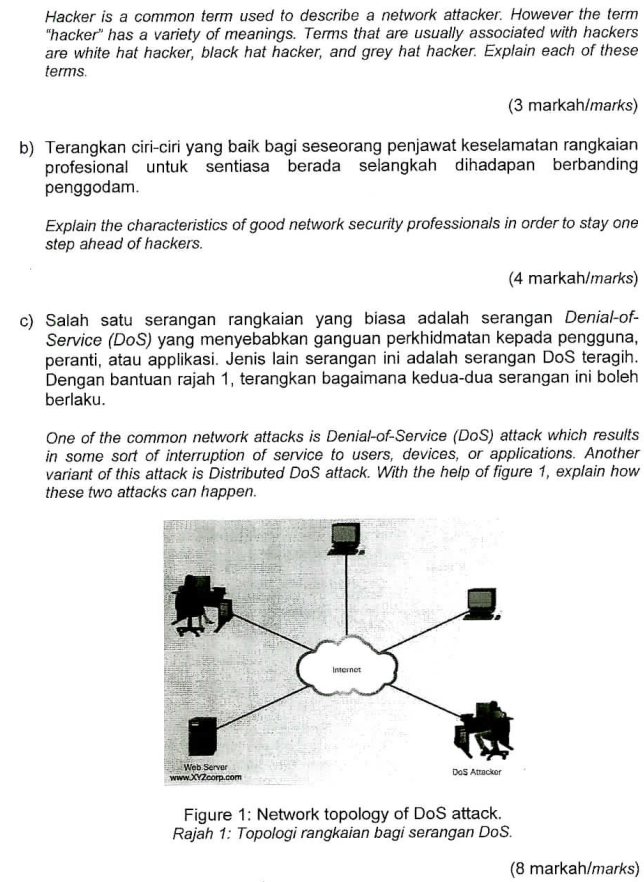 Hacker is a common term used to describe a network attacker. However the term
"hacker" has a variety of meanings. Terms that are usually associated with hackers
are white hat hacker, black hat hacker, and grey hat hacker. Explain each of these
terms.
(3 markah/marks)
b) Terangkan ciri-ciri yang baik bagi seseorang penjawat keselamatan rangkaian
profesional untuk sentiasa berada selangkah dihadapan berbanding
penggodam.
Explain the characteristics of good network security professionals in order to stay one
step ahead of hackers.
(4 markah/marks)
c) Salah satu serangan rangkaian yang biasa adalah serangan Denial-of-
Service (DoS) yang menyebabkan ganguan perkhidmatan kepada pengguna,
peranti, atau applikasi. Jenis lain serangan ini adalah serangan DoS teragih.
Dengan bantuan rajah 1, terangkan bagaimana kedua-dua serangan ini boleh
berlaku.
One of the common network attacks is Denial-of-Service (DoS) attack which results
in some sort of interruption of service to users, devices, or applications. Another
variant of this attack is Distributed DoS attack. With the help of figure 1, explain how
these two attacks can happen.
Internet
Web Server
www.XYZcorp.com
DoS Attacker
Figure 1: Network topology of DoS attack.
Rajah 1: Topologi rangkaian bagi serangan DoS.
(8 markah/marks)